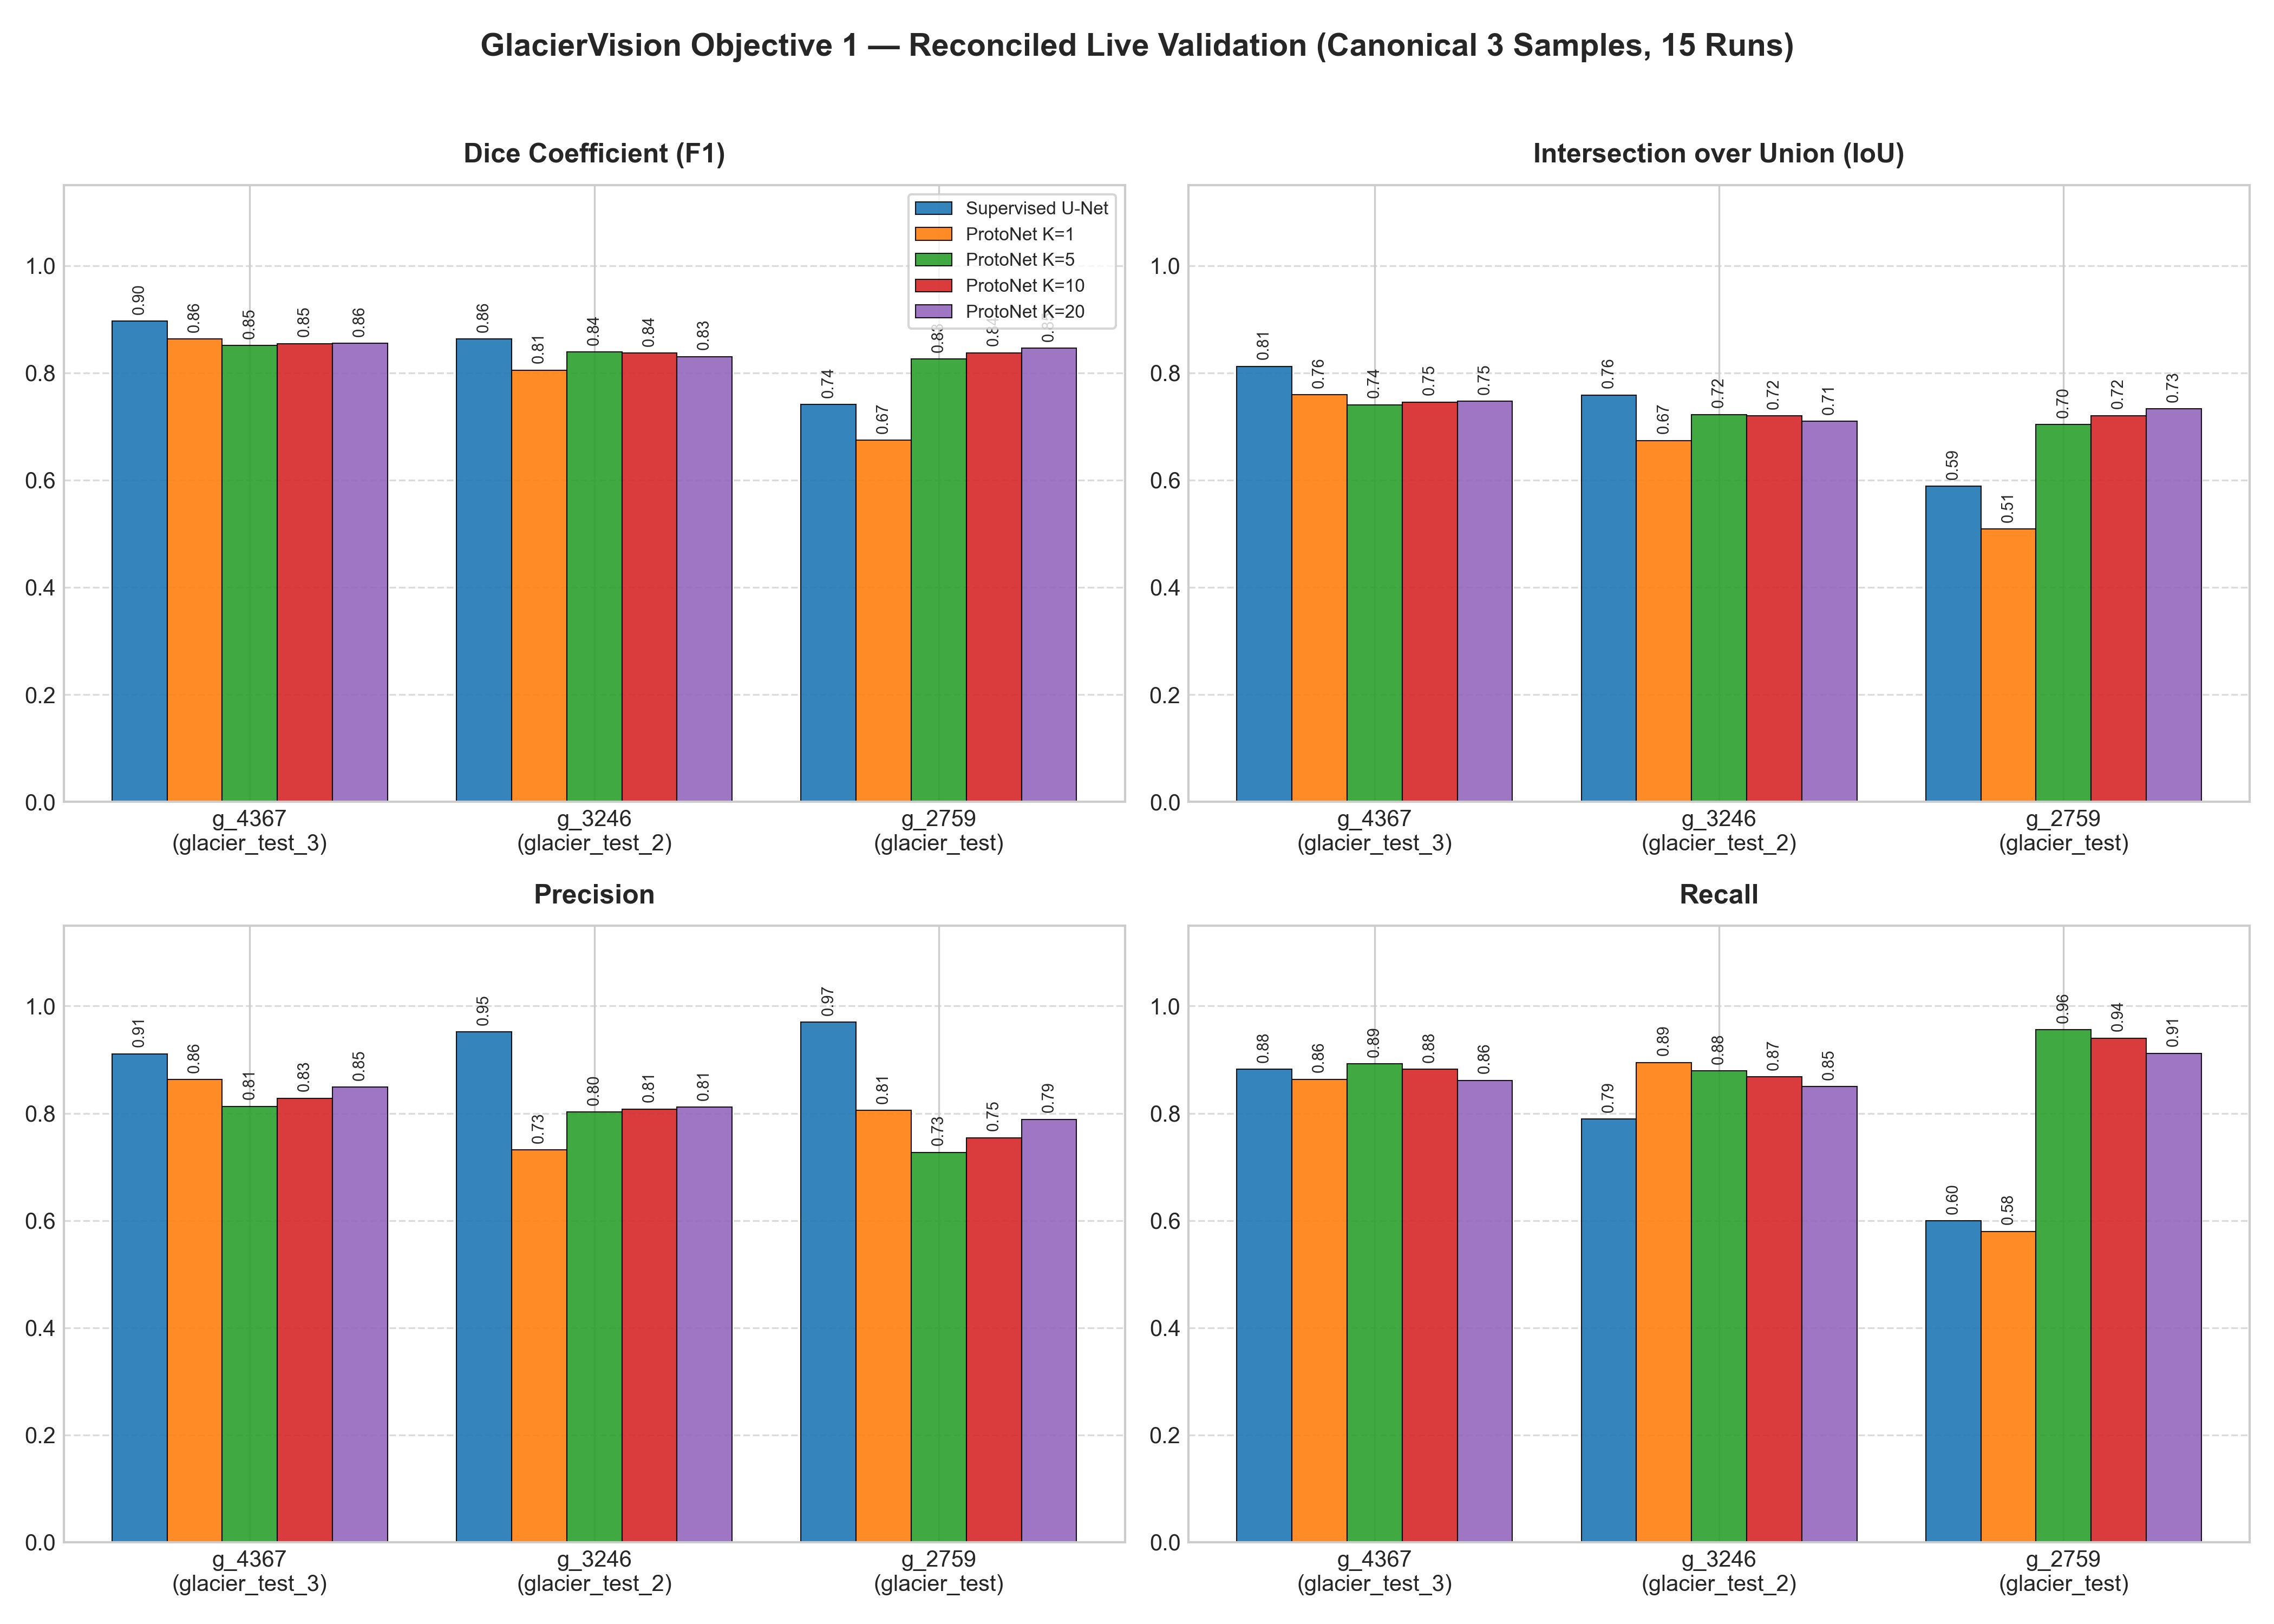 GlacierVision Objective 1 — Reconciled Live Validation (Canonical 3 Samples, 15 Runs)
Dice Coefficient (F1)
Supervised U-Net
ProtoNet K=1
ProtoNet K=5
ProtoNet K=10
ProtoNet K=20
1.0
0.8
0.6
0.4
0.2
0.0
0.90
0.86
0.85
0.85
0.86
0.86
0.81
0.84
0.84
0.83
0.74
0.67
0.83
0.84
g_4367
(glacier_test_3)
g_3246
(glacier_test_2)
g_2759
(glacier_test)
Intersection over Union (IoU)
1.0
0.8
0.6
0.4
0.2
0.0
0.81
0.76
0.74
0.75
0.75
0.76
0.67
0.72
0.72
0.71
0.59
0.51
0.70
0.72
0.73
g_4367
(glacier_test_3)
g_3246
(glacier_test_2)
g_2759
(glacier_test)
Precision
1.0
0.8
0.6
0.4
0.2
0.0
0.91
0.86
0.81
0.83
0.85
0.95
0.73
0.80
0.81
0.81
0.97
0.81
0.73
0.75
0.79
g_4367
(glacier_test_3)
g_3246
(glacier_test_2)
g_2759
(glacier_test)
Recall
1.0
0.8
0.6
0.4
0.2
0.0
0.88
0.86
0.89
0.88
0.86
0.79
0.89
0.88
0.87
0.85
0.60
0.58
0.96
0.94
0.91
g_4367
(glacier_test_3)
g_3246
(glacier_test_2)
g_2759
(glacier_test)